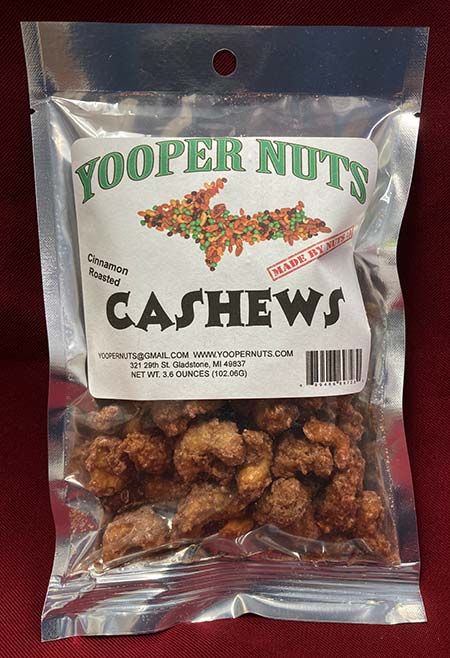 YOOPER NUTS
MADE BY NUTS
Cinnamon
Roasted
CASHEWS
YOOPERNUTS@GMAIL.COM WWW.YOOPERNUTS.COM
321 29th St. Gladstone, MI 49837
NET WT. 3.6 OUNCES (102.06G)